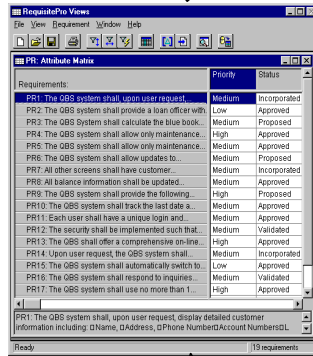 RequisitePro Views
File View Requirement Window Help
PR: Attribute Matrix
Requirements: Priority Status
PR1: The QBS system shall, upon user request,... Medium Incorporated
PR2: The QBS system shall provide a loan officer with. Low Approved
PR3: The QBS system shall calculate the blue book... Medium Proposed
PR4: The QBS system shall allow only maintenance... High Approved
PR5: The QBS system shall allow only maintenance... Medium Approved
PR6: The QBS system shall allow updates to... Medium Proposed
PR7: All other screens shall have customer... Medium Incorporated
PR8: All balance information shall be updated... Medium Approved
PR9: The QBS system shall provide the following... High Proposed
PR10: The QBS system shall track the last date a... Medium Approved
PR11: Each user shall have a unique login and... Medium Approved
PR12: The security shall be implemented such that... Medium Validated
PR13: The QBS shall offer a comprehensive on-line... High Approved
PR14: Upon user request, the QBS system shall... Medium Incorporated
PR15: The QBS system shall automatically switch to... Low Approved
PR16: The QBS system shall respond to inquiries... Medium Validated
PR17: The QBS system shall use no more than 1... High Approved
PR1: The QBS system shall, upon user request, display detailed customer
information including: □Name, □Address, □Phone Number□Account Numbers□L
Ready 19 requirements